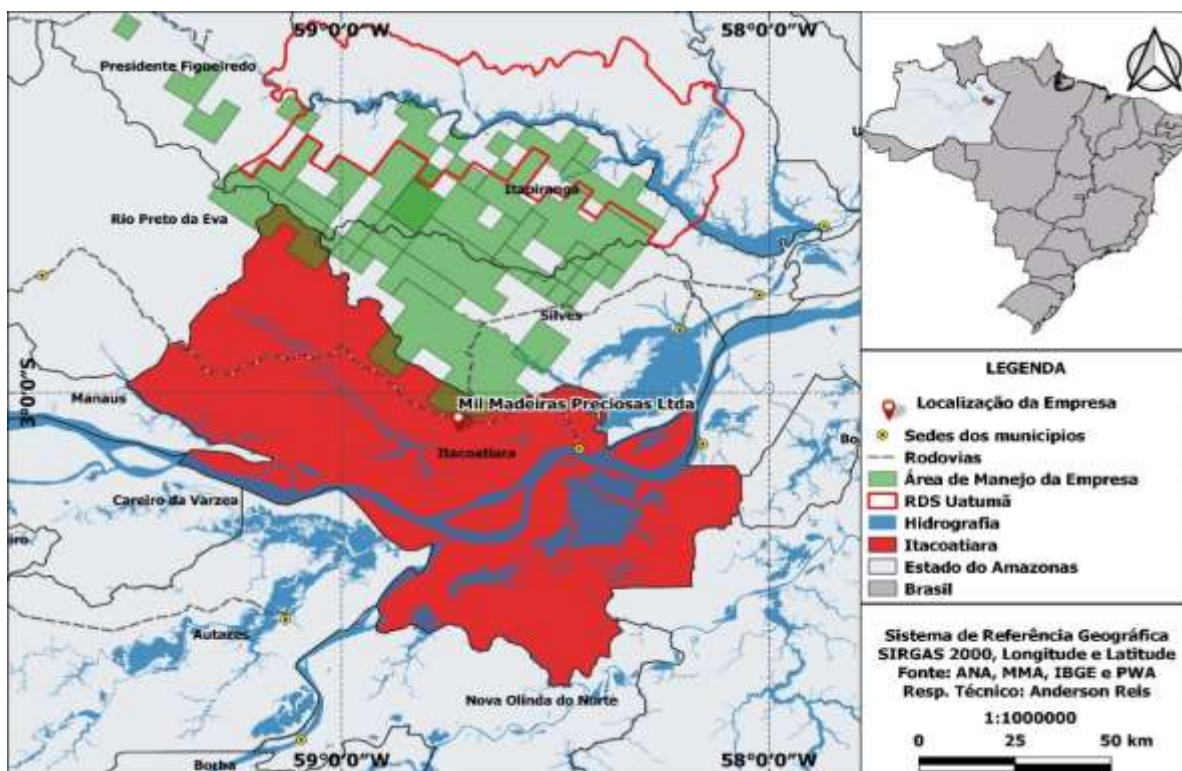 59°0'0"W
58°0'0"W
Presidente Figueiredo
Itapiranga
Rio Preto da Eva
Silves
3°0'0"S
Manaus
Mil Madeiras Preciosas Ltda
Itacoatiara
Careiro da Varzea
Autazes
Nova Olinda do Norte
Borba
59°0'0"W
58°0'0"W
LEGENDA
Localização da Empresa
Sedes dos municipios
Rodovias
Área de Manejo da Empresa
RDS Uatumã
Hidrografia
Itacoatiara
Estado do Amazonas
Brasil
Sistema de Referência Geográfica
SIRGAS 2000, Longitude e Latitude
Fonte: ANA, MMA, IBGE e PWA
Resp. Técnico: Anderson Reis
1:1000000
0 25 50 km